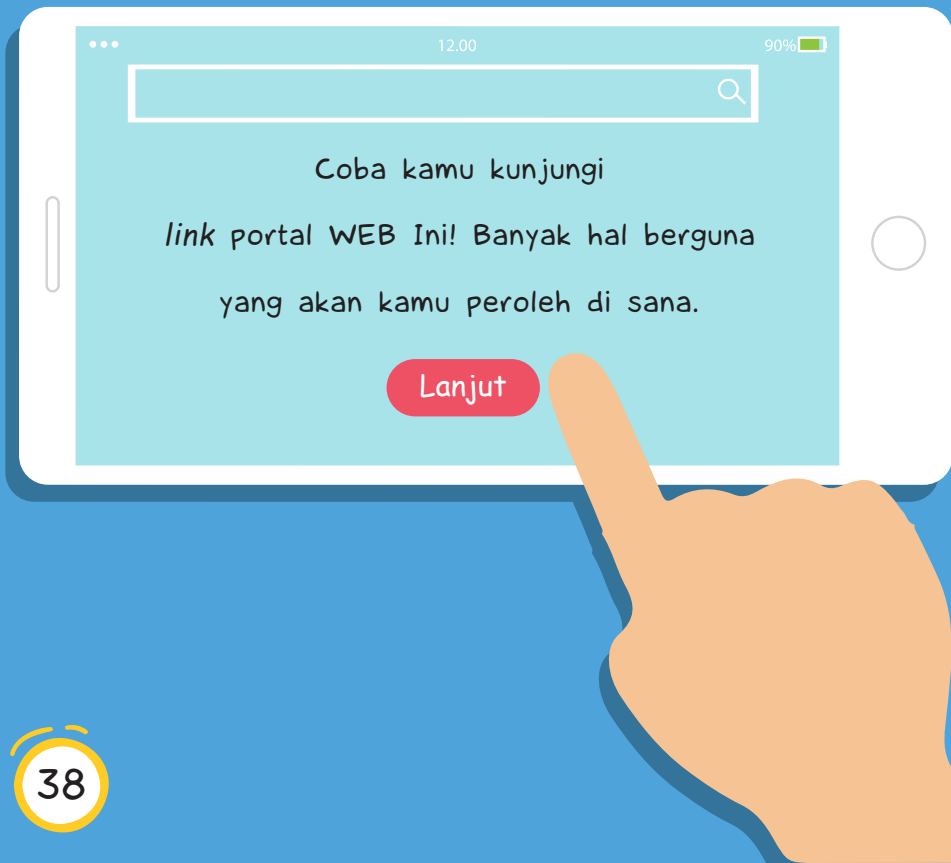 12.00
90%
Coba kamu kunjungi
link portal WEB Ini! Banyak hal berguna
yang akan kamu peroleh di sana.
Lanjut
38